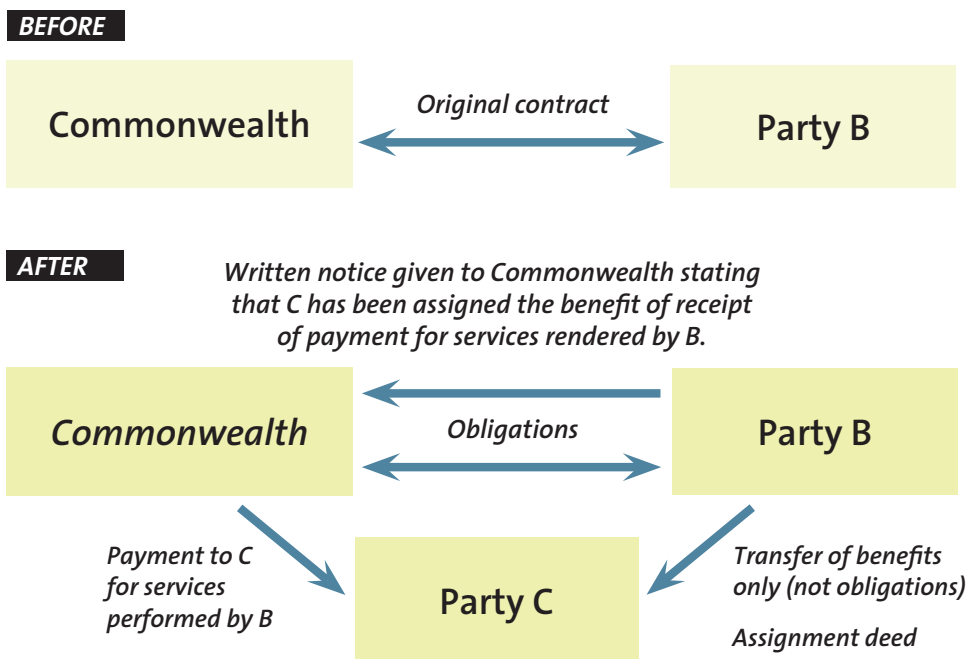 BEFORE
Commonwealth
Original contract
Party B
AFTER
Written notice given to Commonwealth stating
that C has been assigned the benefit of receipt
of payment for services rendered by B.
Commonwealth
Obligations
Party B
Payment to C
for services
performed by B
Party C
Transfer of benefits
only (not obligations)
Assignment deed